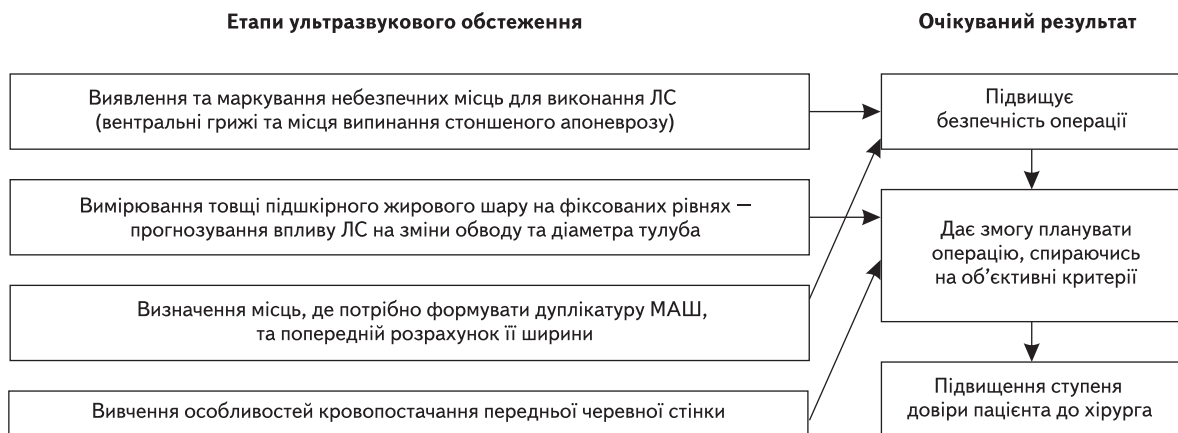 Етапи ультразвукового обстеження
Очікуваний результат
Виявлення та маркування небезпечних місць для виконання ЛС
(вентральні грижі та місця випинання стоншеного апоневрозу)
Вимірювання товщі підшкірного жирового шару на фіксованих рівнях —
прогнозування впливу ЛС на зміни обводу та діаметра тулуба
Визначення місць, де потрібно формувати дуплікатуру МАШ,
та попередній розрахунок її ширини
Вивчення особливостей кровопостачання передньої черевної стінки
Підвищує
безпечність операції
Дає змогу планувати
операцію, спираючись
на об’єктивні критерії
Підвищення ступеня
довіри пацієнта до хірурга